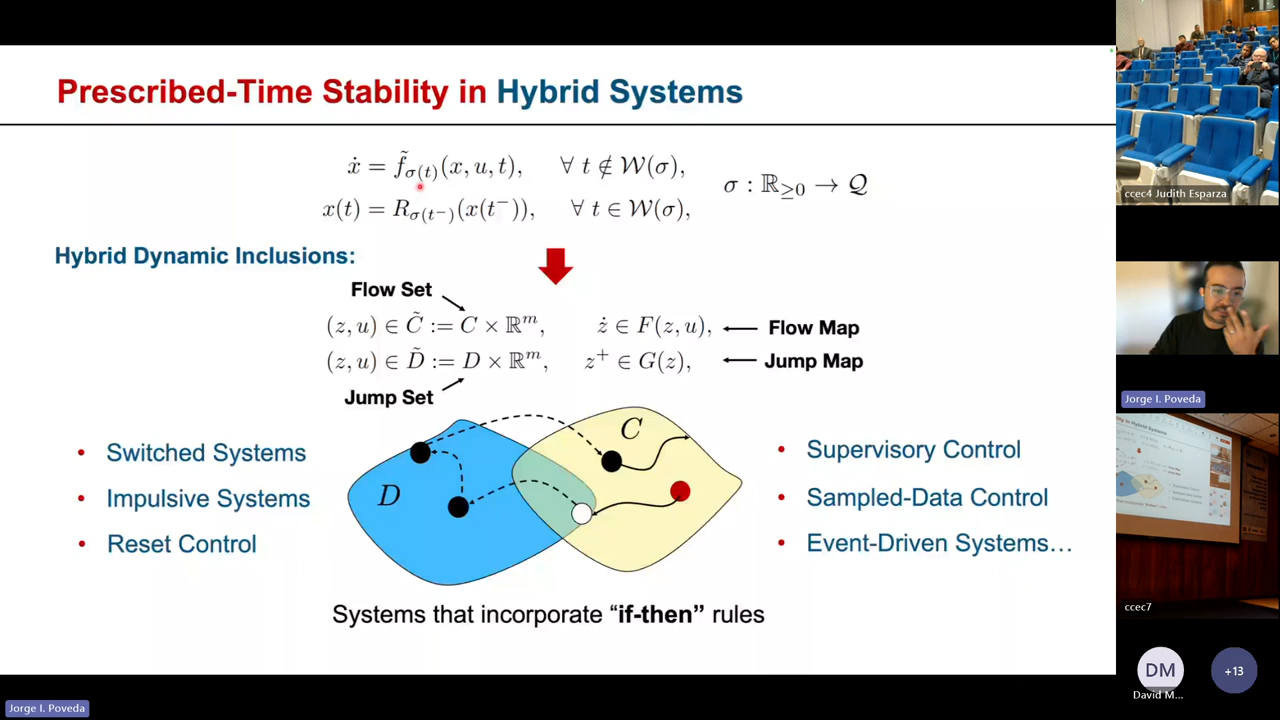 Prescribed-Time Stability in Hybrid Systems
ẋ = f̃_{σ(t)}(x, u, t), ∀ t ∉ 𝒲(σ),
σ : ℝ_{≥0} → 𝒬
x(t) = R_{σ(t⁻)}(x(t⁻)), ∀ t ∈ 𝒲(σ),
Hybrid Dynamic Inclusions:
Flow Set
(z, u) ∈ C̃ := C × ℝᵐ, ż ∈ F(z, u), Flow Map
(z, u) ∈ D̃ := D × ℝᵐ, z⁺ ∈ G(z), Jump Map
Jump Set
C
D
• Switched Systems
• Impulsive Systems
• Reset Control
• Supervisory Control
• Sampled-Data Control
• Event-Driven Systems…
Systems that incorporate “if-then” rules
Jorge I. Poveda
ccec4 Judith Esparza
Jorge I. Poveda
ccec7
DM
David M...
+13